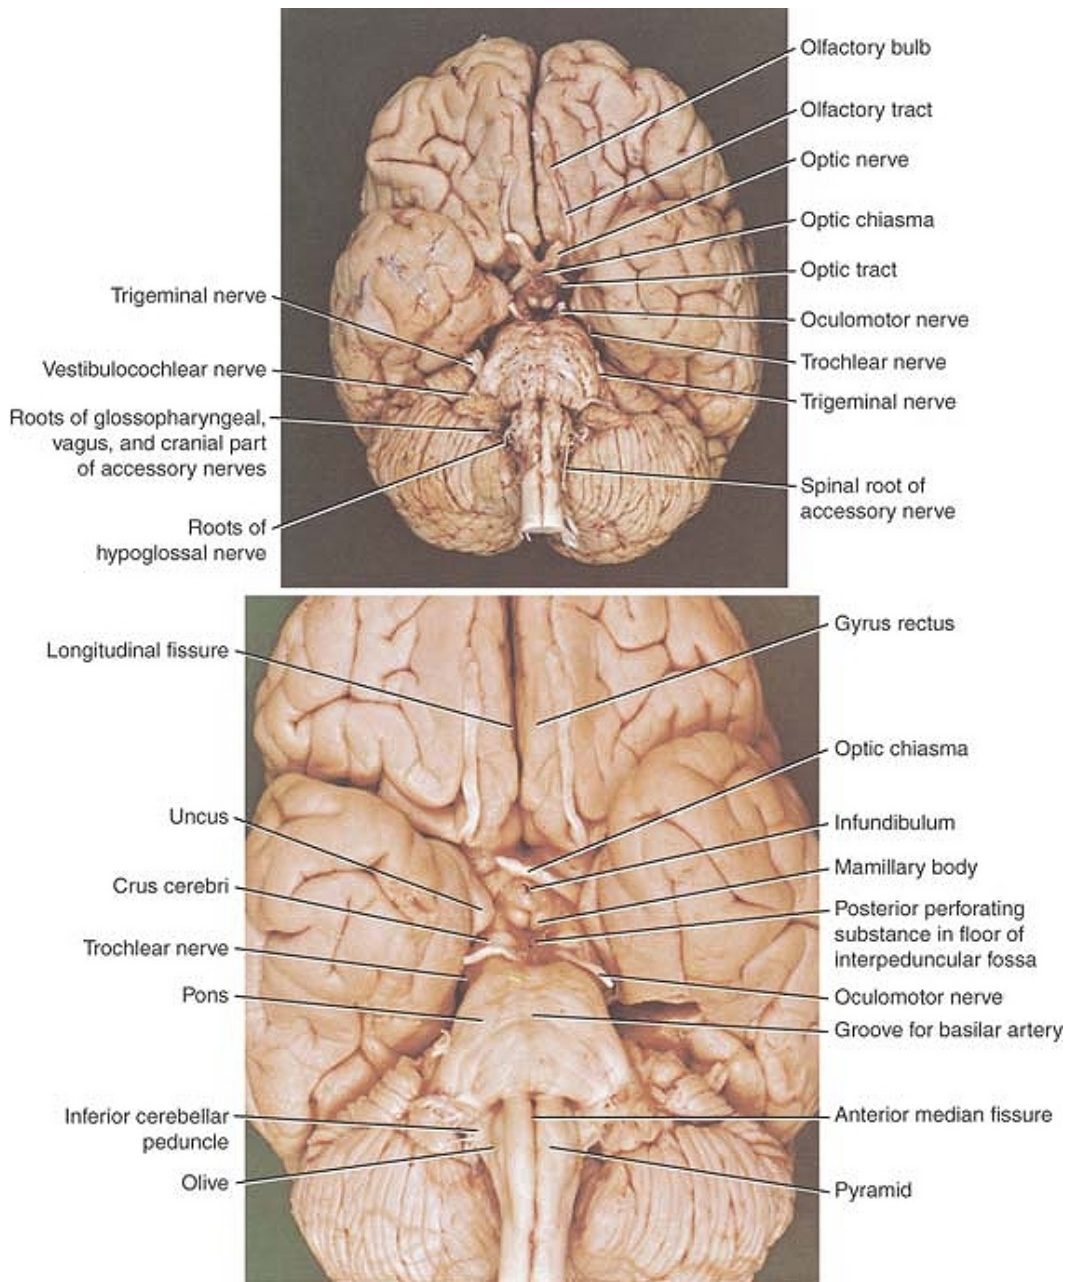 Olfactory bulb
Olfactory tract
Optic nerve
Optic chiasma
Optic tract
Oculomotor nerve
Trochlear nerve
Trigeminal nerve
Spinal root of
accessory nerve
Trigeminal nerve
Vestibulocochlear nerve
Roots of glossopharyngeal,
vagus, and cranial part
of accessory nerves
Roots of
hypoglossal nerve
Longitudinal fissure
Uncus
Crus cerebri
Trochlear nerve
Pons
Inferior cerebellar
peduncle
Olive
Gyrus rectus
Optic chiasma
Infundibulum
Mamillary body
Posterior perforating
substance in floor of
interpeduncular fossa
Oculomotor nerve
Groove for basilar artery
Anterior median fissure
Pyramid